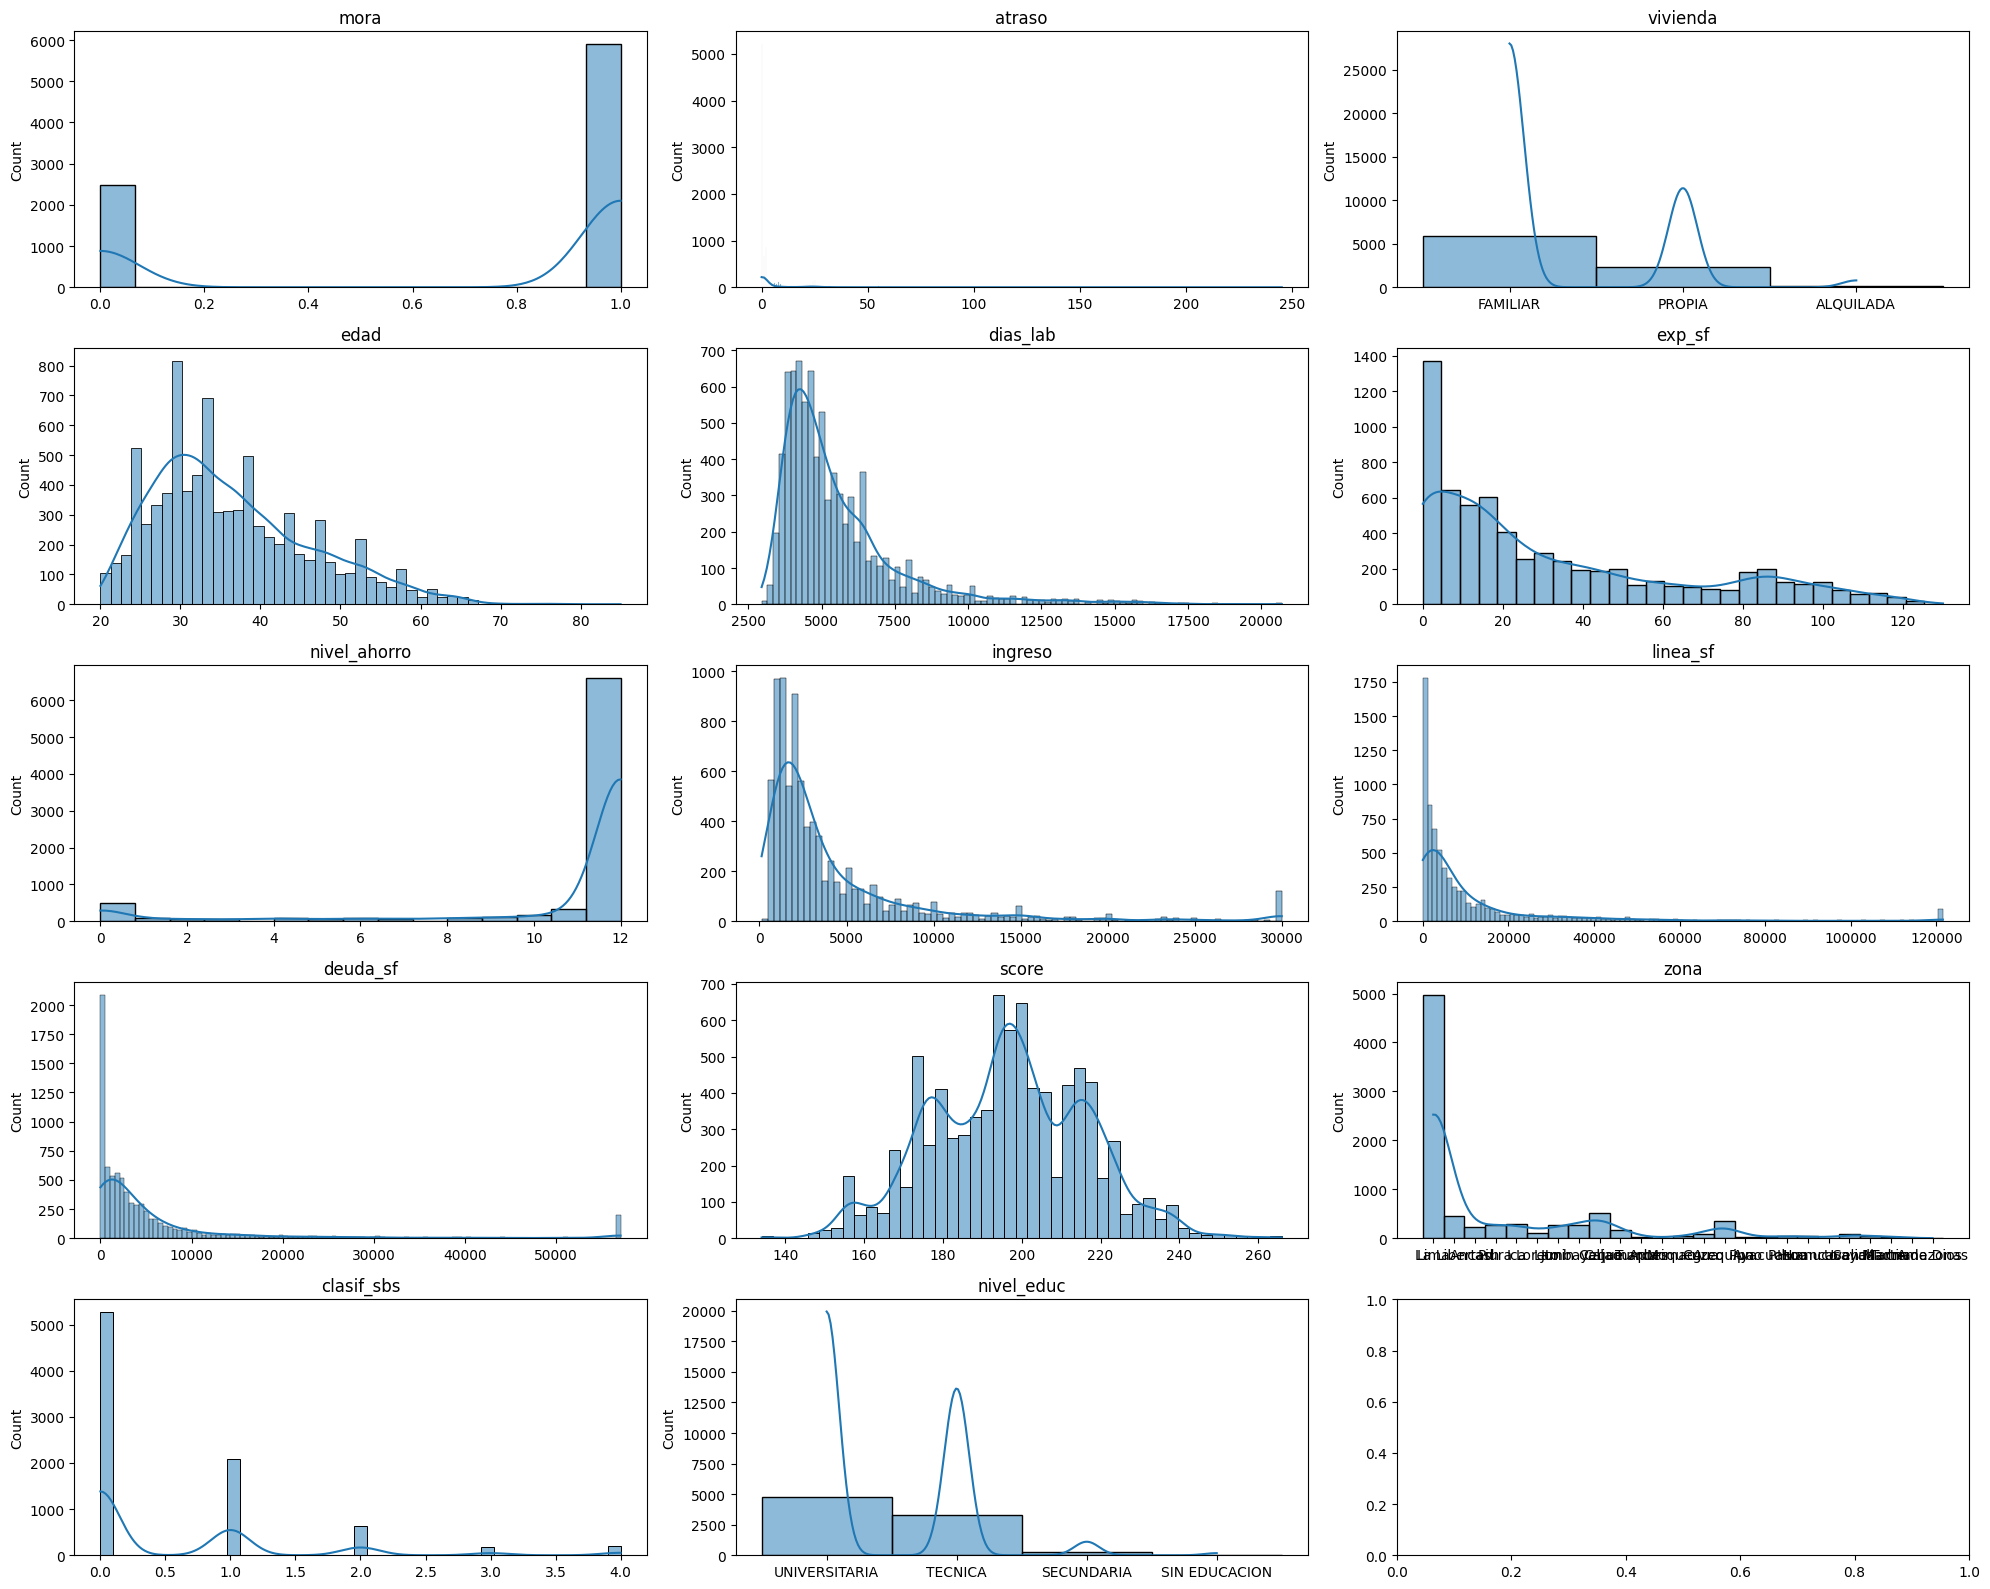 mora
atraso
vivienda
Count
6000
5000
4000
3000
2000
1000
0
0.0 0.2 0.4 0.6 0.8 1.0
Count
5000
4000
3000
2000
1000
0
0 50 100 150 200 250
Count
25000
20000
15000
10000
5000
0
FAMILIAR PROPIA ALQUILADA
edad
dias_lab
exp_sf
Count
800
700
600
500
400
300
200
100
0
20 30 40 50 60 70 80
Count
700
600
500
400
300
200
100
0
2500 5000 7500 10000 12500 15000 17500 20000
Count
1400
1200
1000
800
600
400
200
0
0 20 40 60 80 100 120
nivel_ahorro
ingreso
linea_sf
Count
6000
5000
4000
3000
2000
1000
0
0 2 4 6 8 10 12
Count
1000
800
600
400
200
0
0 5000 10000 15000 20000 25000 30000
Count
1750
1500
1250
1000
750
500
250
0
0 20000 40000 60000 80000 100000 120000
deuda_sf
score
zona
Count
2000
1750
1500
1250
1000
750
500
250
0
0 10000 20000 30000 40000 50000
Count
700
600
500
400
300
200
100
0
140 160 180 200 220 240 260
Count
5000
4000
3000
2000
1000
0
clasif_sbs
nivel_educ
Count
5000
4000
3000
2000
1000
0
0.0 0.5 1.0 1.5 2.0 2.5 3.0 3.5 4.0
Count
20000
17500
15000
12500
10000
7500
5000
2500
0
UNIVERSITARIA TECNICA SECUNDARIA SIN EDUCACION
1.0
0.8
0.6
0.4
0.2
0.0
0.0 0.2 0.4 0.6 0.8 1.0